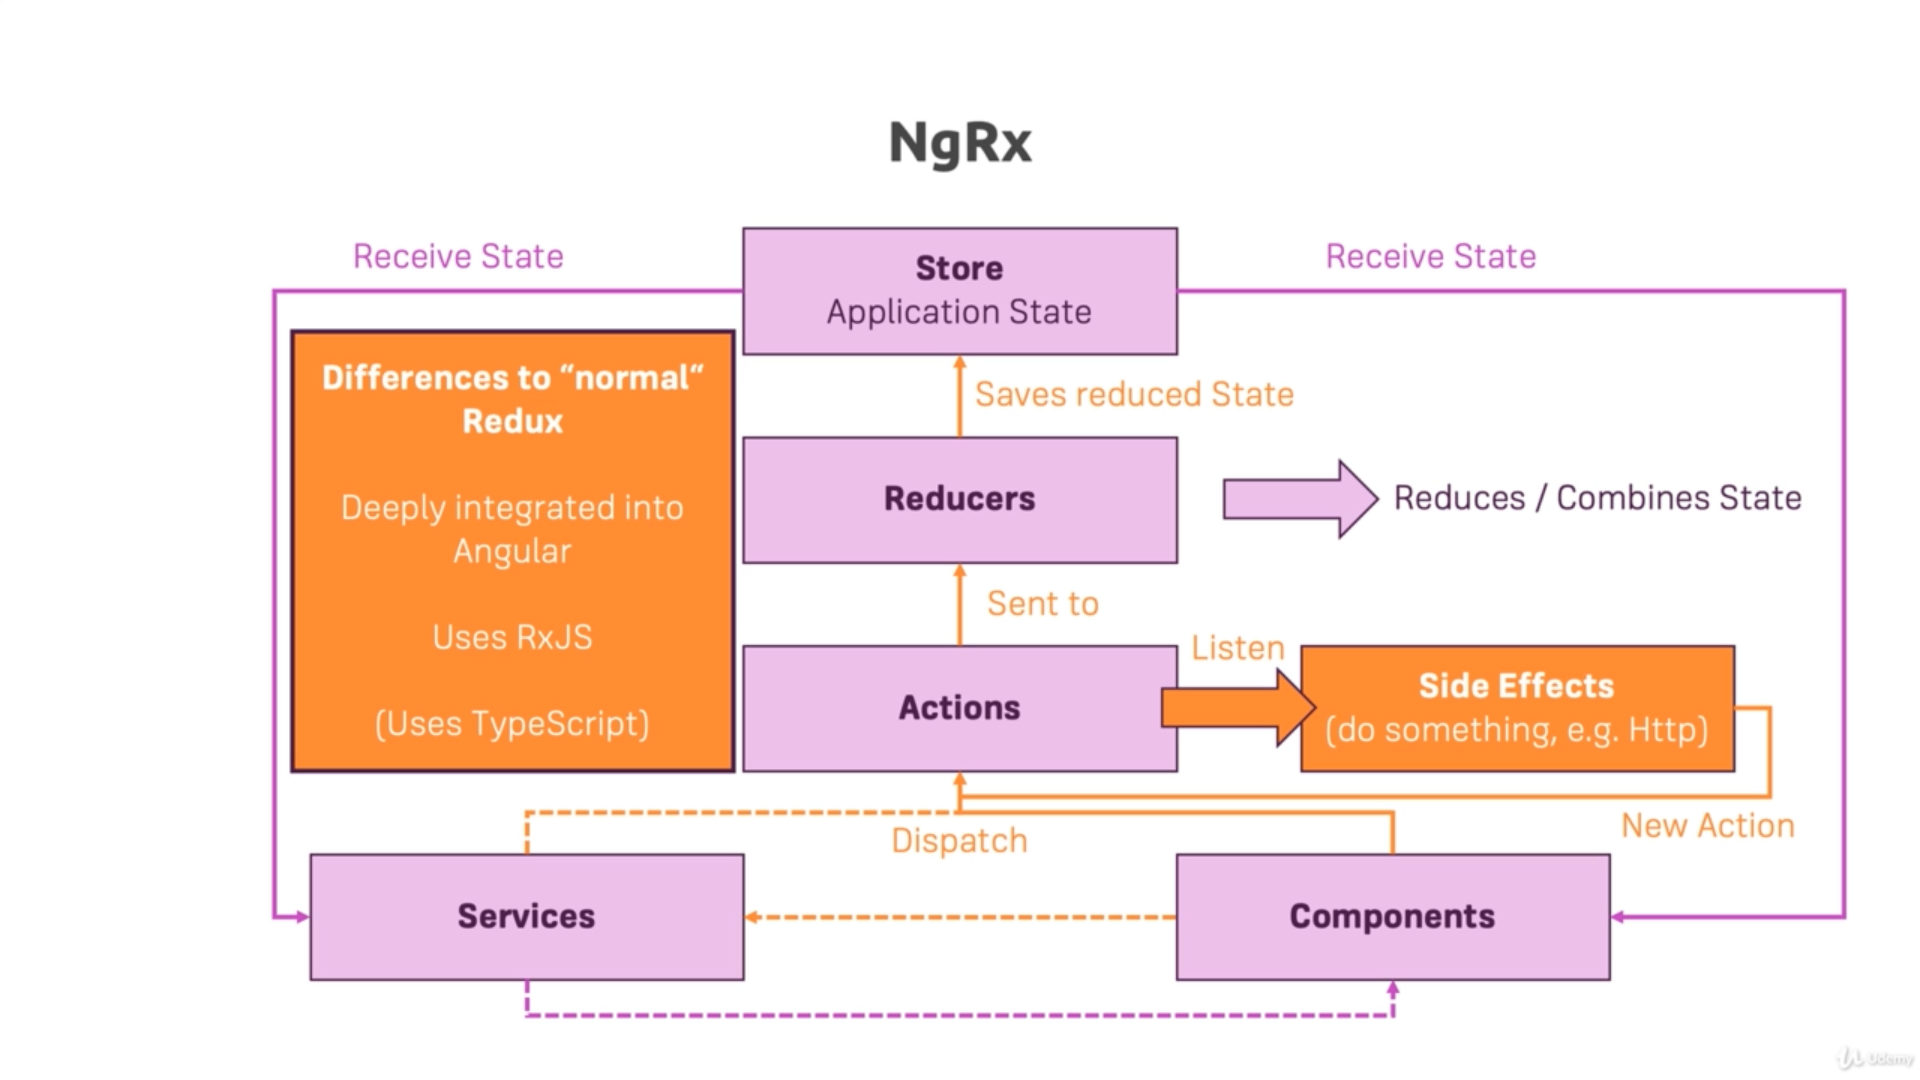 NgRx
Receive State
Store
Application State
Receive State
Differences to “normal“
Redux
Deeply integrated into
Angular
Uses RxJS
(Uses TypeScript)
Saves reduced State
Reducers
Reduces / Combines State
Sent to
Actions
Listen
Side Effects
(do something, e.g. Http)
Dispatch
New Action
Services
Components
Udemy